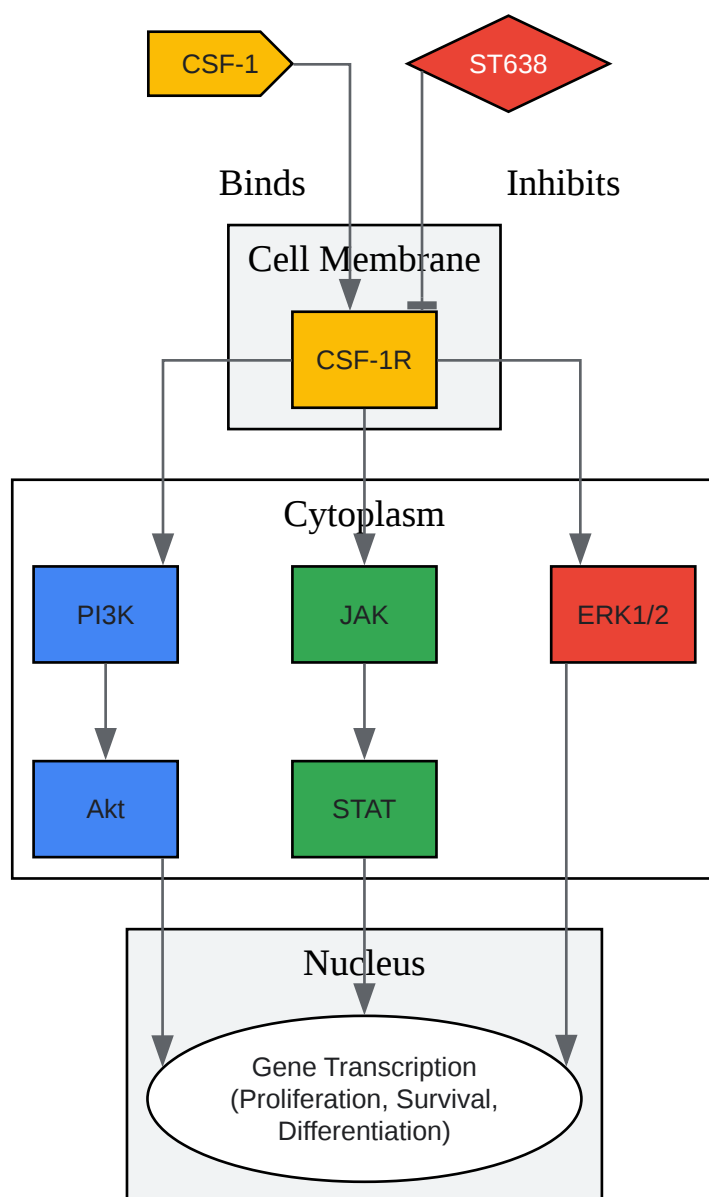 CSF-1
ST638
Binds
Inhibits
Cell Membrane
CSF-1R
Cytoplasm
PI3K
JAK
ERK1/2
Akt
STAT
Nucleus
Gene Transcription
(Proliferation, Survival,
Differentiation)